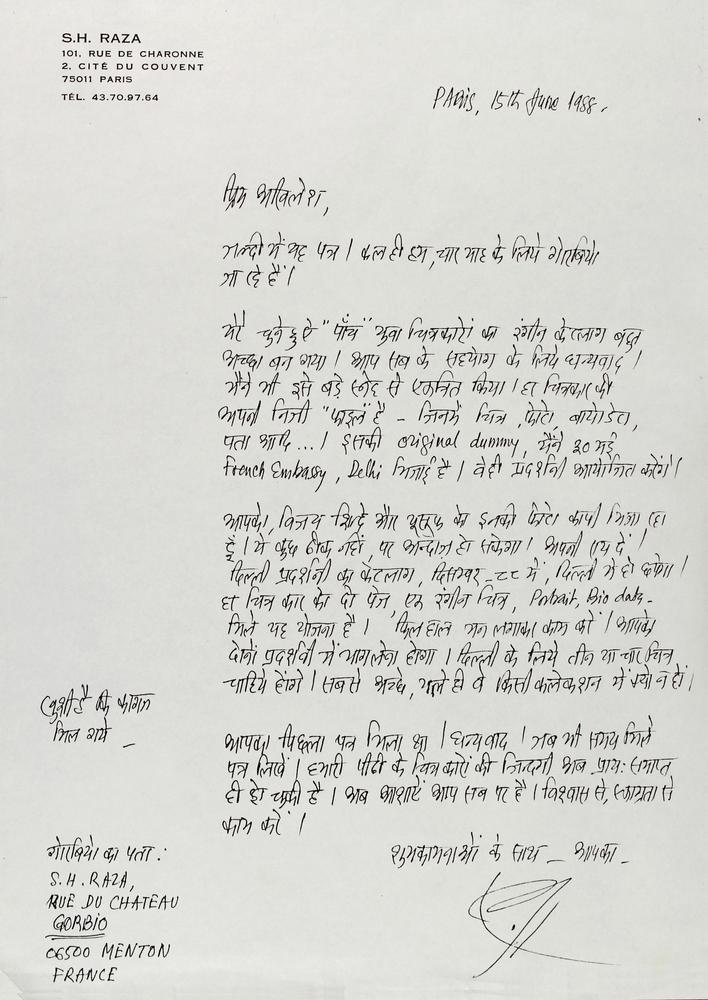 S.H. RAZA
101, RUE DE CHARONNE
2, CITÉ DU COUVENT
75011 PARIS
TÉL. 43.70.97.64
PARIS, 15th June 1988.
प्रिय अखिलेश,
जल्दी में यह पत्र । कल ही हम, चार माह के लिये गोरबियो
जा रहे हैं ।
मेरे चुने हुऐ "पाँच" युवा चित्रकारों का रंगीन केटलाग बहुत
अच्छा बन गया । आप सब के सहयोग के लिये धन्यवाद ।
मैंने भी इसे बड़े स्नेह से एकत्रित किया । हर चित्रकार की
अपनी निजी "फाइल" है - जिनमें चित्र, फोटो, बायोडेटा,
पता आदि ... । इसकी original dummy, मैंने 30 मई
French Embassy, Delhi भिजाई है । वेही प्रदर्शनी आयोजित करेंगे ।
आपको, विजय शिंदे और यूसुफ को इनकी फोटो कापी भिजा रहा
हूँ । ये कुछ ठीक नहीं, पर अन्दाज़ हो सकेगा । अपनी राय दें ।
दिल्ली प्रदर्शनी का केटलाग, दिसम्बर - ८८ में, दिल्ली में ही छपेगा ।
हर चित्रकार को दो पेज, एक रंगीन चित्र, Portrait, Bio data -
मिले यह योजना है । फिलहाल मन लगाकर काम करें । आपको
दोनों प्रदर्शनी में भाग लेना होगा । दिल्ली के लिये तीन या चार चित्र
चाहिये होंगे । सबसे अच्छे, भले ही वे किसी कलेक्शन में क्यों न हों ।
खुशी है कि कागज़
मिल गये _
आपका पिछला पत्र मिला था । धन्यवाद । जब भी समय मिले
पत्र लिखें । हमारी पीढी के चित्रकारों की जिन्दगी अब प्राय: समाप्त
ही हो चुकी है । अब आशाऐं आप सब पर है । विश्वास से, एकाग्रता से
काम करें ।
शुभकामनाओं के साथ _ आपका _
गोरबियो का पता :
S.H. RAZA,
RUE DU CHATEAU
GORBIO
06500 MENTON
FRANCE